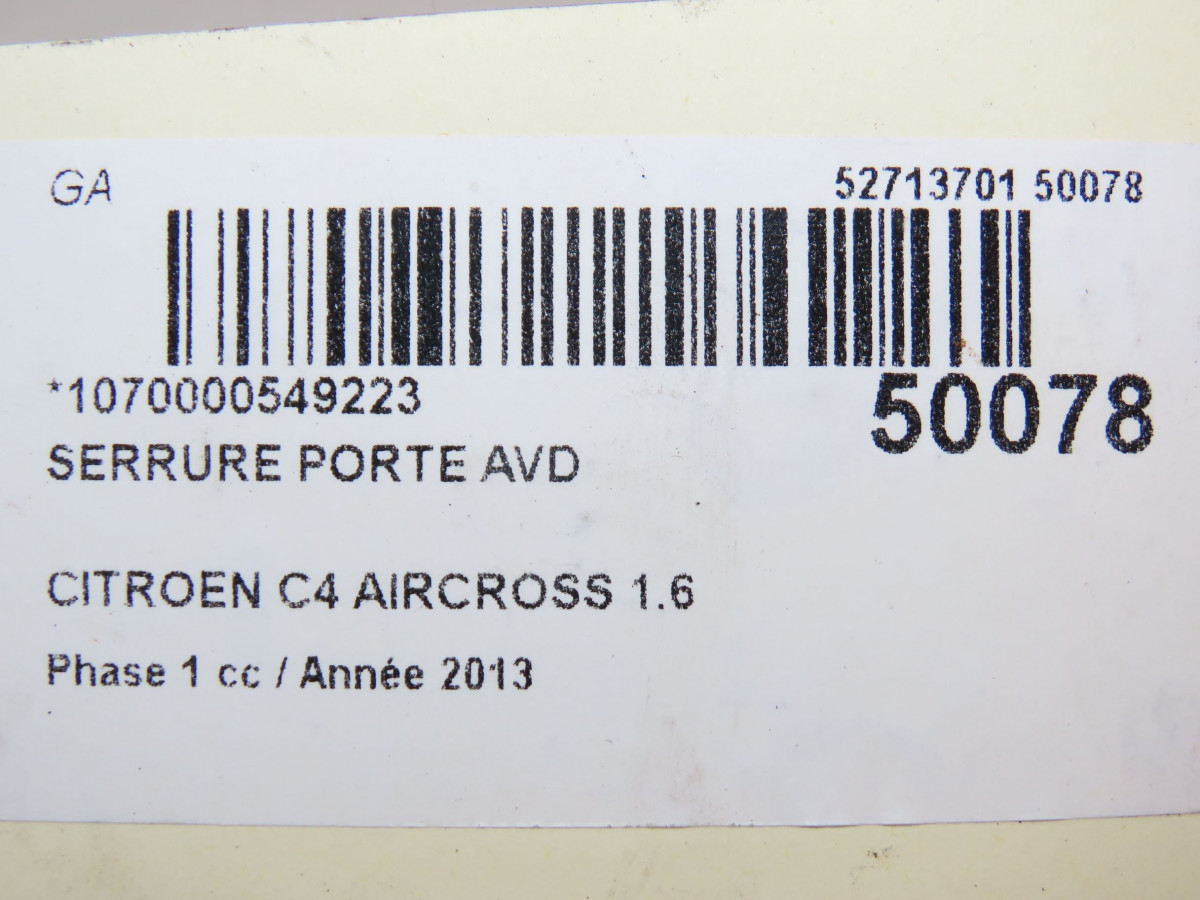 GA 52713701 50078
*1070000549223 50078
SERRURE PORTE AVD
CITROEN C4 AIRCROSS 1.6
Phase 1 cc / Année 2013